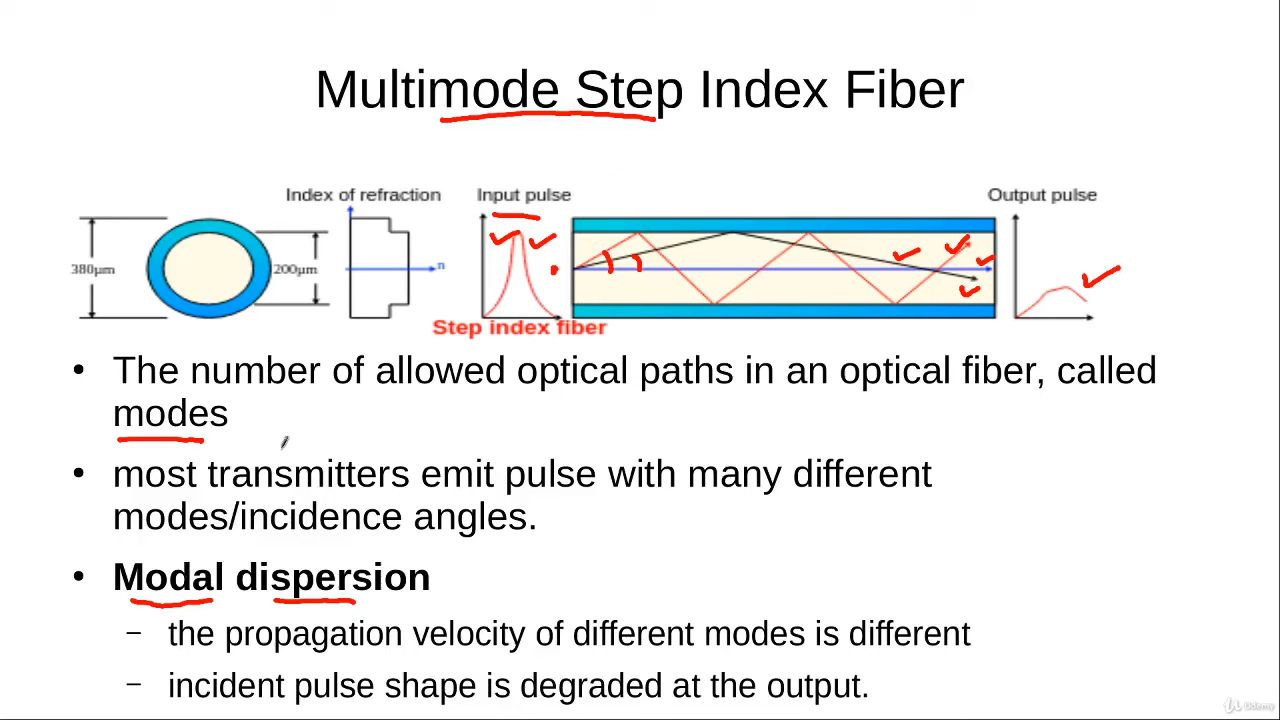 Multimode Step Index Fiber
Index of refraction
Input pulse
Output pulse
380µm
200µm
n
Step index fiber
• The number of allowed optical paths in an optical fiber, called
modes
• most transmitters emit pulse with many different
modes/incidence angles.
• Modal dispersion
– the propagation velocity of different modes is different
– incident pulse shape is degraded at the output.
Udemy